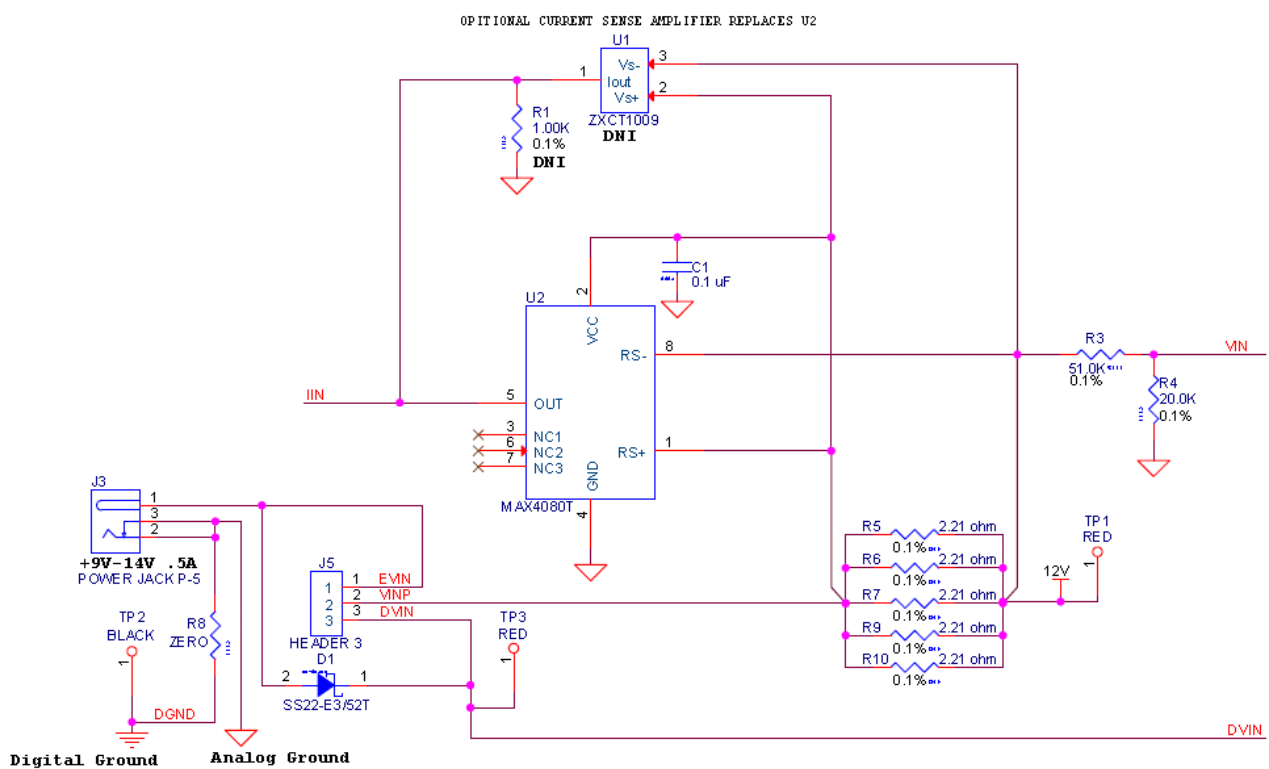 OPITIONAL CURRENT SENSE AMPLIFIER REPLACES U2
U1
Vs-
3
1
Iout
Vs+
2
ZXCT1009
DNI
R1
1.00K
0.1%
DNI
C1
0.1 uF
U2
2
VCC
RS-
8
R3
51.0K
0.1%
VIN
R4
20.0K
0.1%
IIN
5
OUT
3
NC1
6
NC2
7
NC3
RS+
1
GND
4
MAX4080T
J3
1
3
2
+9V-14V .5A
POWER JACK P-5
J5
1
1
EVIN
2
2
VINP
3
3
DVIN
HEADER 3
R5
2.21 ohm
0.1%
R6
2.21 ohm
0.1%
R7
2.21 ohm
0.1%
R9
2.21 ohm
0.1%
R10
2.21 ohm
0.1%
TP1
RED
1
12V
TP2
BLACK
1
R8
ZERO
TP3
RED
1
D1
2
1
SS22-E3/52T
DGND
DVIN
Digital Ground
Analog Ground